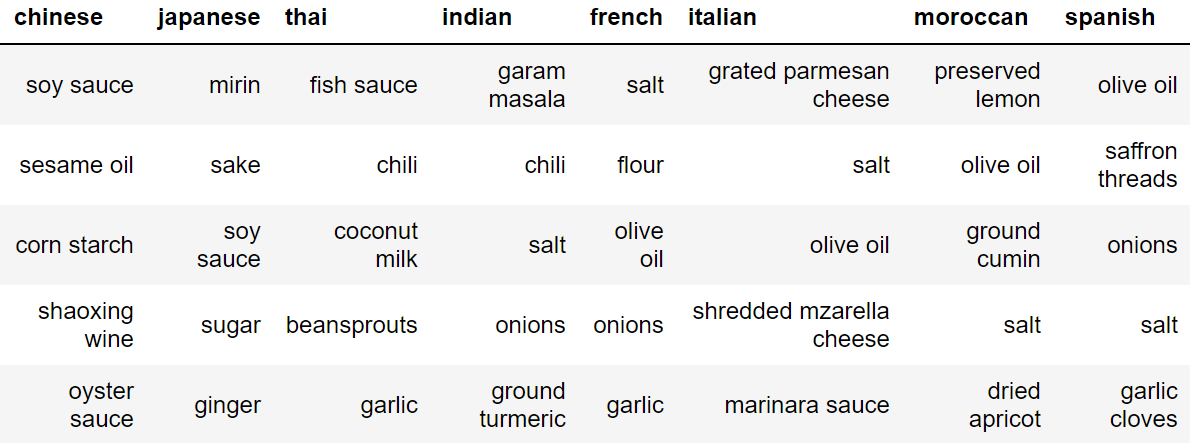 chinese japanese thai indian french italian moroccan spanish
soy sauce mirin fish sauce garam masala salt grated parmesan cheese preserved lemon olive oil
sesame oil sake chili chili flour salt olive oil saffron threads
corn starch soy sauce coconut milk salt olive oil olive oil ground cumin onions
shaoxing wine sugar beansprouts onions onions shredded mzarella cheese salt salt
oyster sauce ginger garlic ground turmeric garlic marinara sauce dried apricot garlic cloves